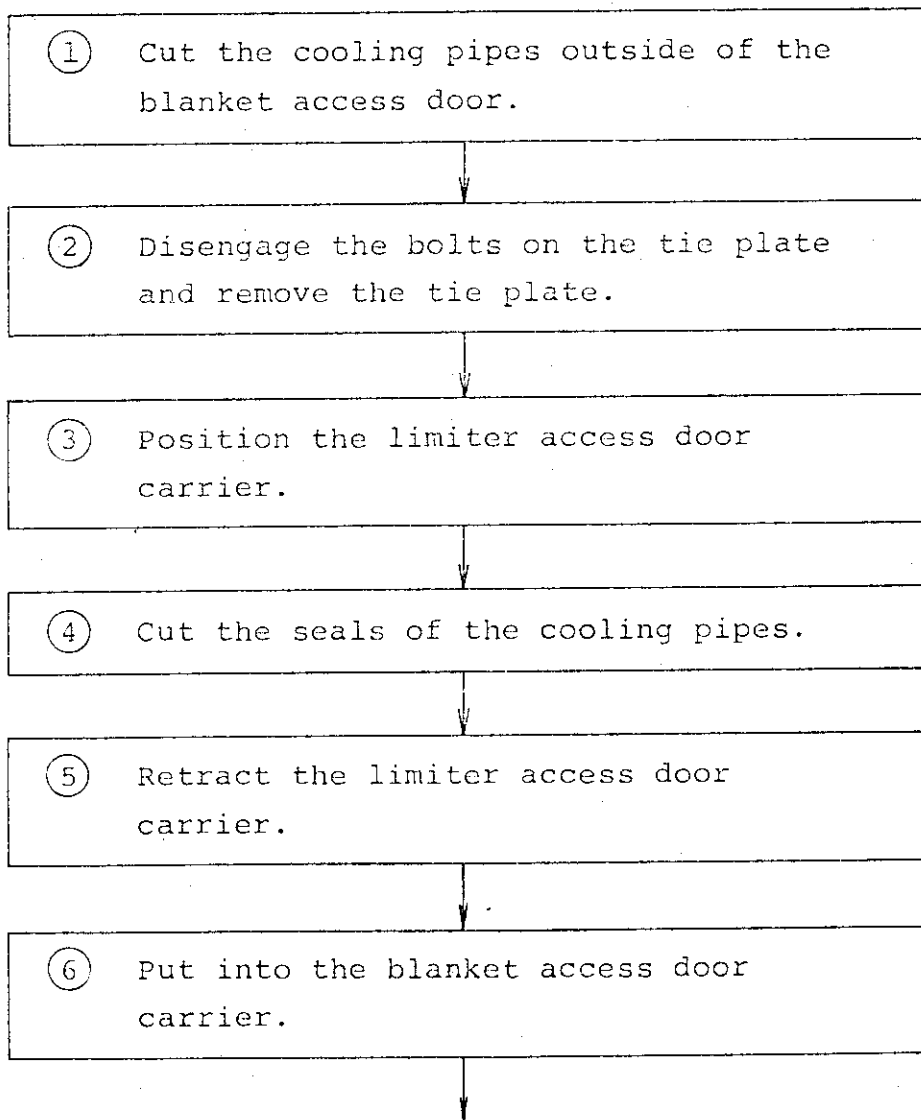 ① Cut the cooling pipes outside of the
blanket access door.
② Disengage the bolts on the tie plate
and remove the tie plate.
③ Position the limiter access door
carrier.
④ Cut the seals of the cooling pipes.
⑤ Retract the limiter access door
carrier.
⑥ Put into the blanket access door
carrier.